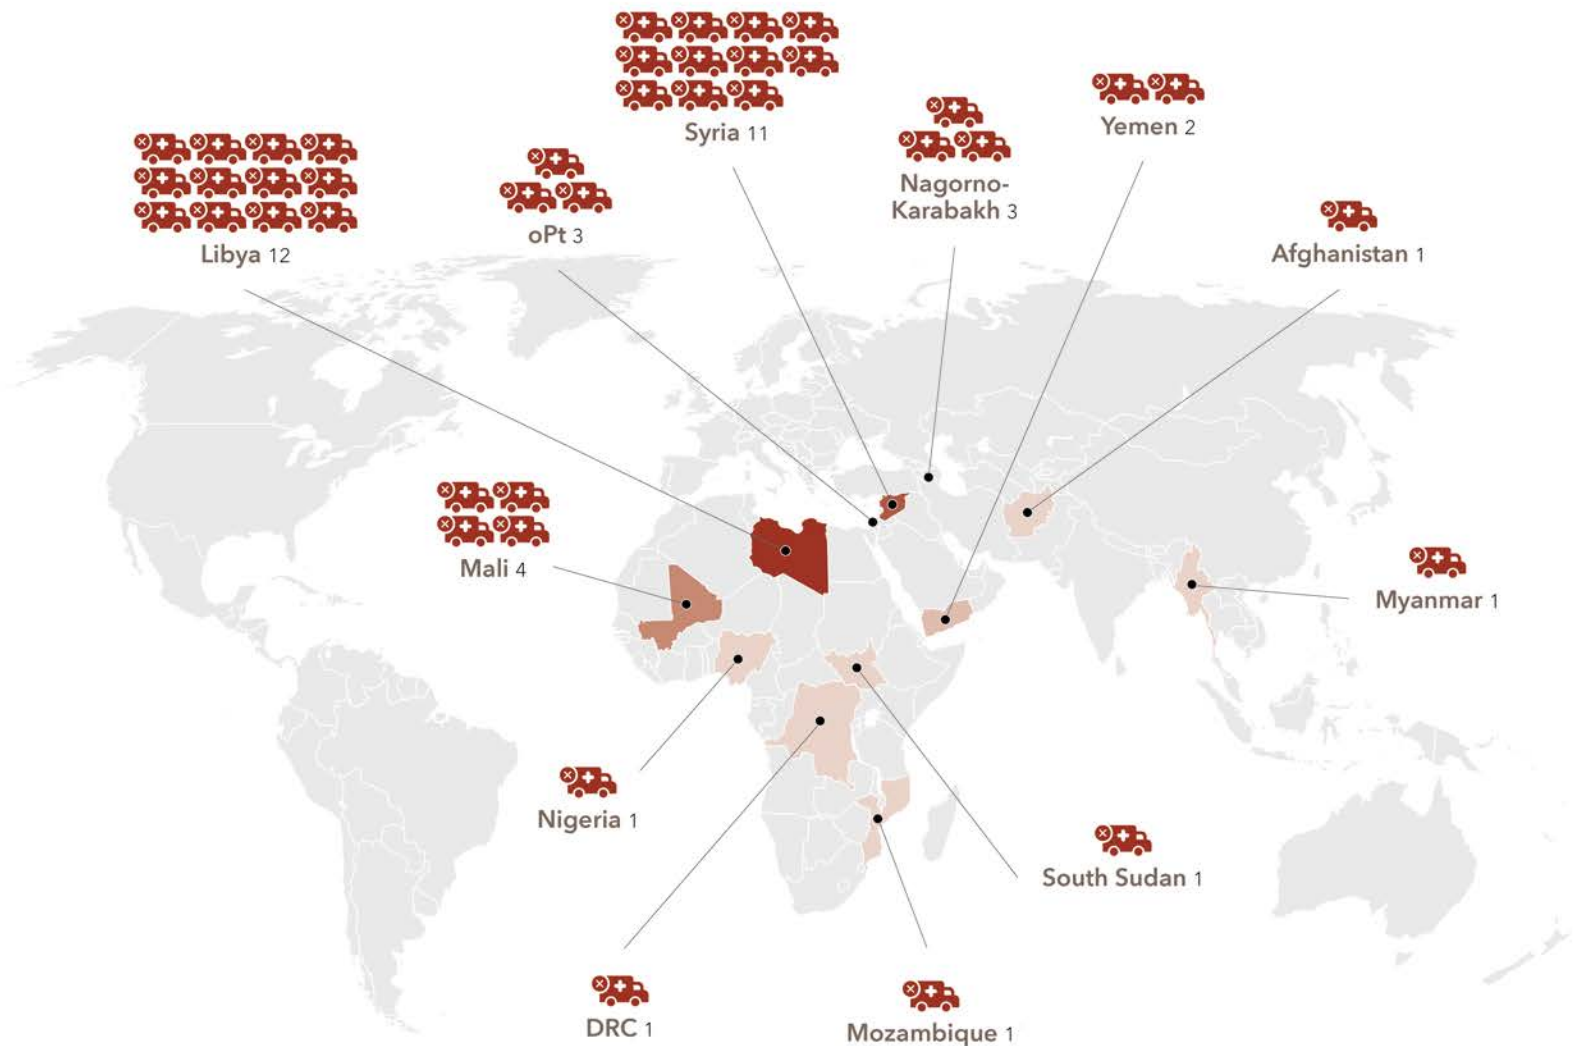 Syria 11
Yemen 2
Nagorno-
Karabakh 3
Libya 12
oPt 3
Afghanistan 1
Mali 4
Myanmar 1
Nigeria 1
South Sudan 1
DRC 1
Mozambique 1